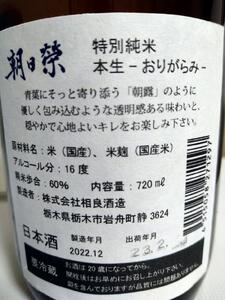 朝日榮
特別純米
本生－おりがらみ－
青葉にそっと寄り添う「朝露」のように
優しく包み込むような透明感ある味わいと、
穏やかで心地よいキレをお楽しみ下さい。
原材料名：米（国産）、米麹（国産米）
アルコール分：16度
精米歩合：60%　内容量：720㎖
製造者：株式会社相良酒造
栃木県栃木市岩舟町静3624
日本酒
製造年月
2022.12
出荷年月
23.2.
要冷蔵
お酒は20歳になってから。